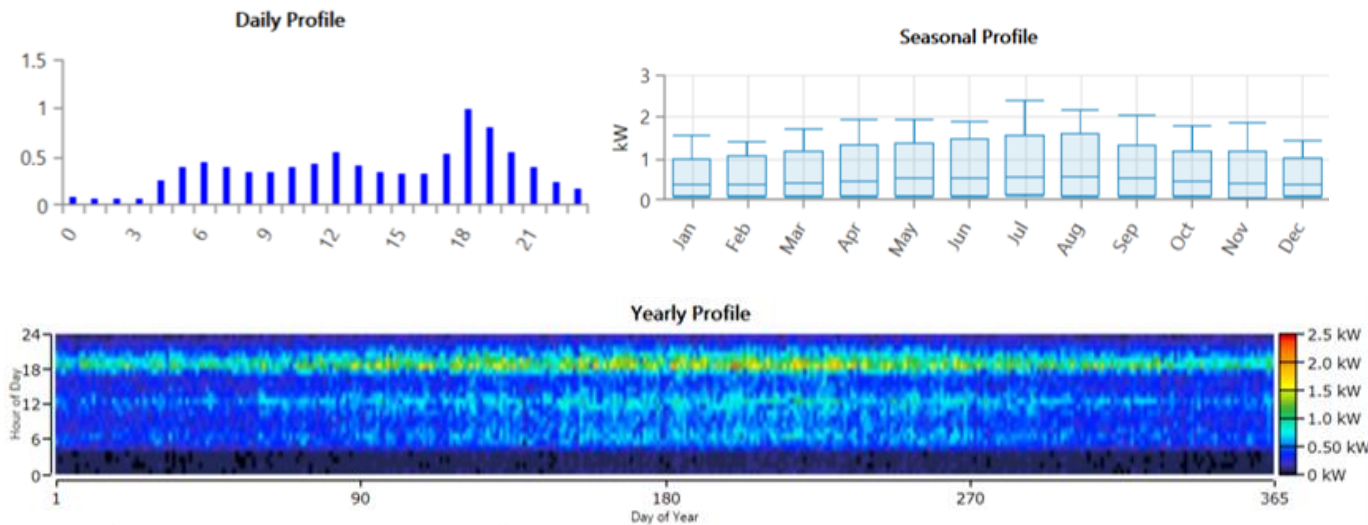 Daily Profile
1.5
1
0.5
0
0
3
6
9
12
15
18
21
Seasonal Profile
kW
3
2
1
0
Jan
Feb
Mar
Apr
May
Jun
Jul
Aug
Sep
Oct
Nov
Dec
Yearly Profile
Hour of Day
24
18
12
6
0
2.5 kW
2.0 kW
1.5 kW
1.0 kW
0.50 kW
0 kW
1
90
180
270
365
Day of Year